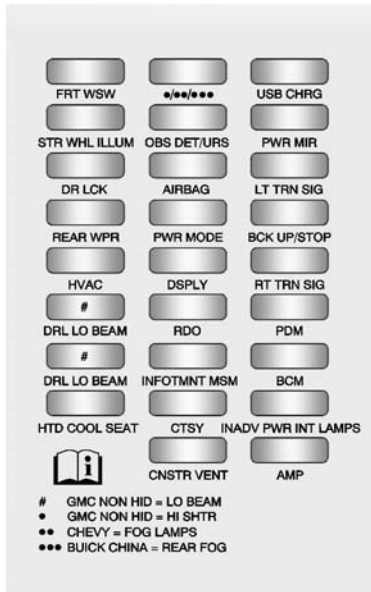 FRT WSW ●/●●/●●● USB CHRG
STR WHL ILLUM OBS DET/URS PWR MIR
DR LCK AIRBAG LT TRN SIG
REAR WPR PWR MODE BCK UP/STOP
HVAC DSPLY RT TRN SIG
#
DRL LO BEAM RDO PDM
#
DRL LO BEAM INFOTMNT MSM BCM
HTD COOL SEAT CTSY INADV PWR INT LAMPS
i
CNSTR VENT AMP
# GMC NON HID = LO BEAM
● GMC NON HID = HI SHTR
●● CHEVY = FOG LAMPS
●●● BUICK CHINA = REAR FOG